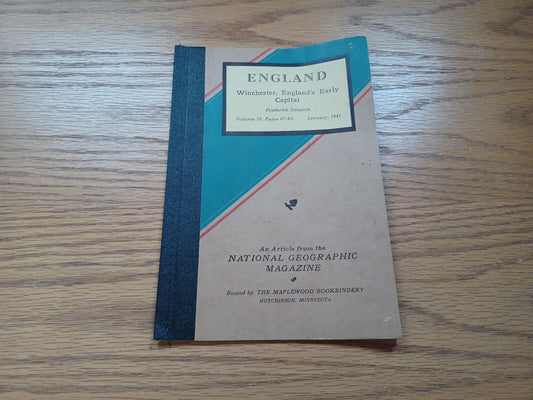 ENGLAND
Winchester, England's Early
Capital
Frederick Simpich
Volume 79, Pages 67-92. January, 1941
An Article from the
NATIONAL GEOGRAPHIC
MAGAZINE
Bound by THE MAPLEWOOD BOOKBINDERY
HUTCHINSON, MINNESOTA